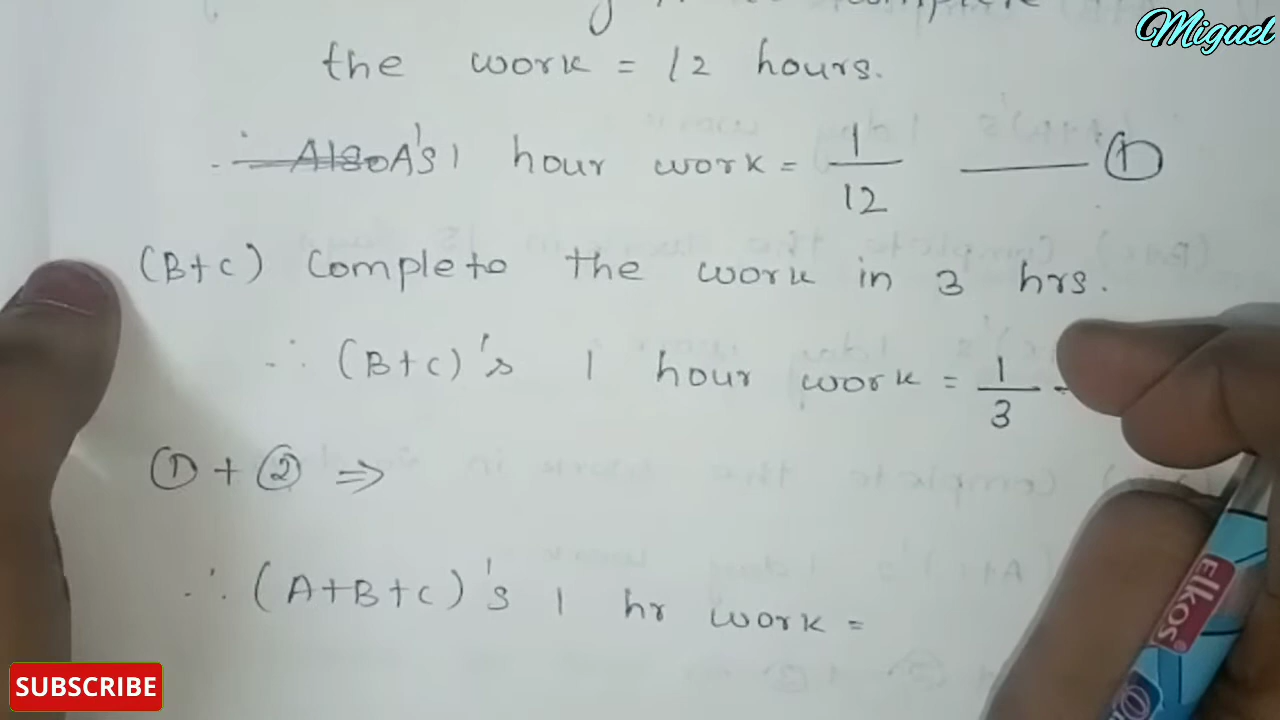 Miguel
the work = 12 hours.
∴ A's 1 hour work = 1/12 —— ①
(B+C) Complete the work in 3 hrs.
∴ (B+C)'s 1 hour work = 1/3 -
① + ② ⇒
∴ (A+B+C)'s 1 hr work =
elkos
SUBSCRIBE